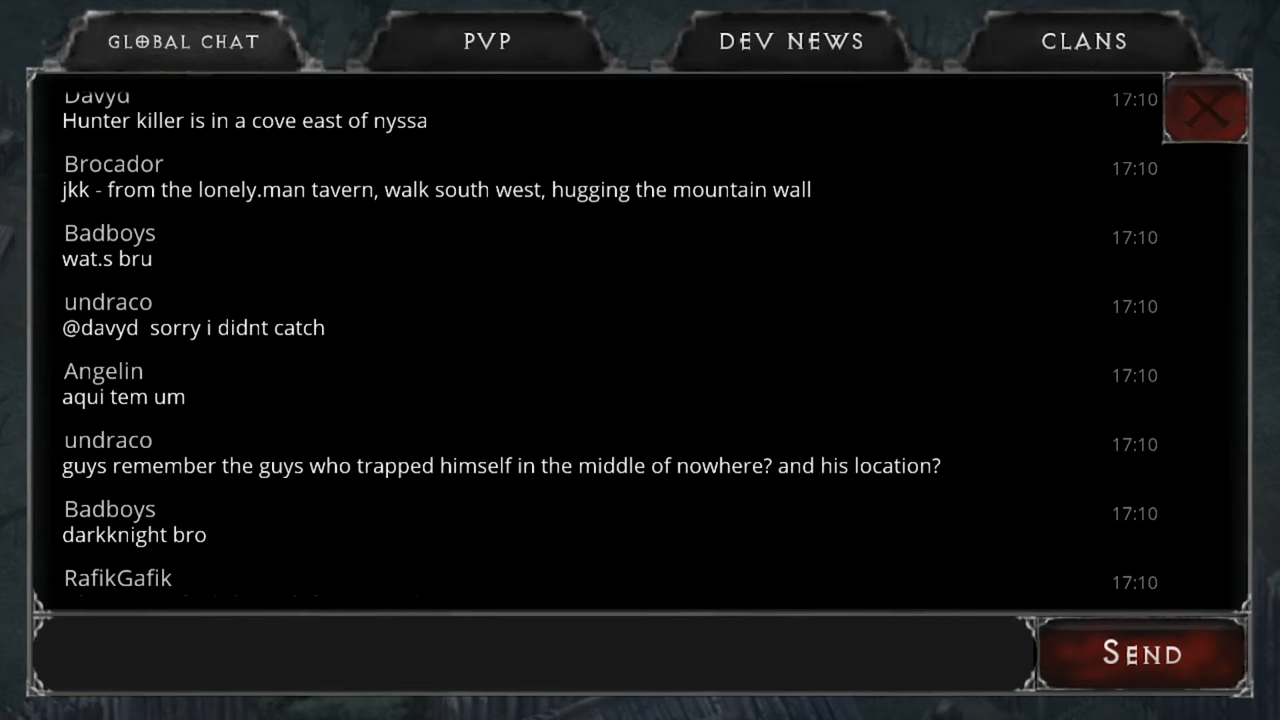 GLOBAL CHAT
PVP
DEV NEWS
CLANS
Davyd
17:10
Hunter killer is in a cove east of nyssa
Brocador
17:10
jkk - from the lonely.man tavern, walk south west, hugging the mountain wall
Badboys
17:10
wat.s bru
undraco
17:10
@davyd  sorry i didnt catch
Angelin
17:10
aqui tem um
undraco
17:10
guys remember the guys who trapped himself in the middle of nowhere? and his location?
Badboys
17:10
darkknight bro
RafikGafik
17:10
SEND